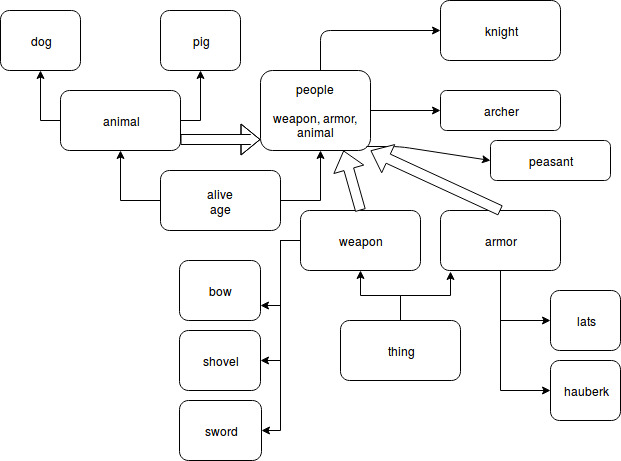 dog
pig
knight
people
weapon, armor,
animal
archer
animal
peasant
alive
age
weapon
armor
bow
lats
thing
shovel
hauberk
sword